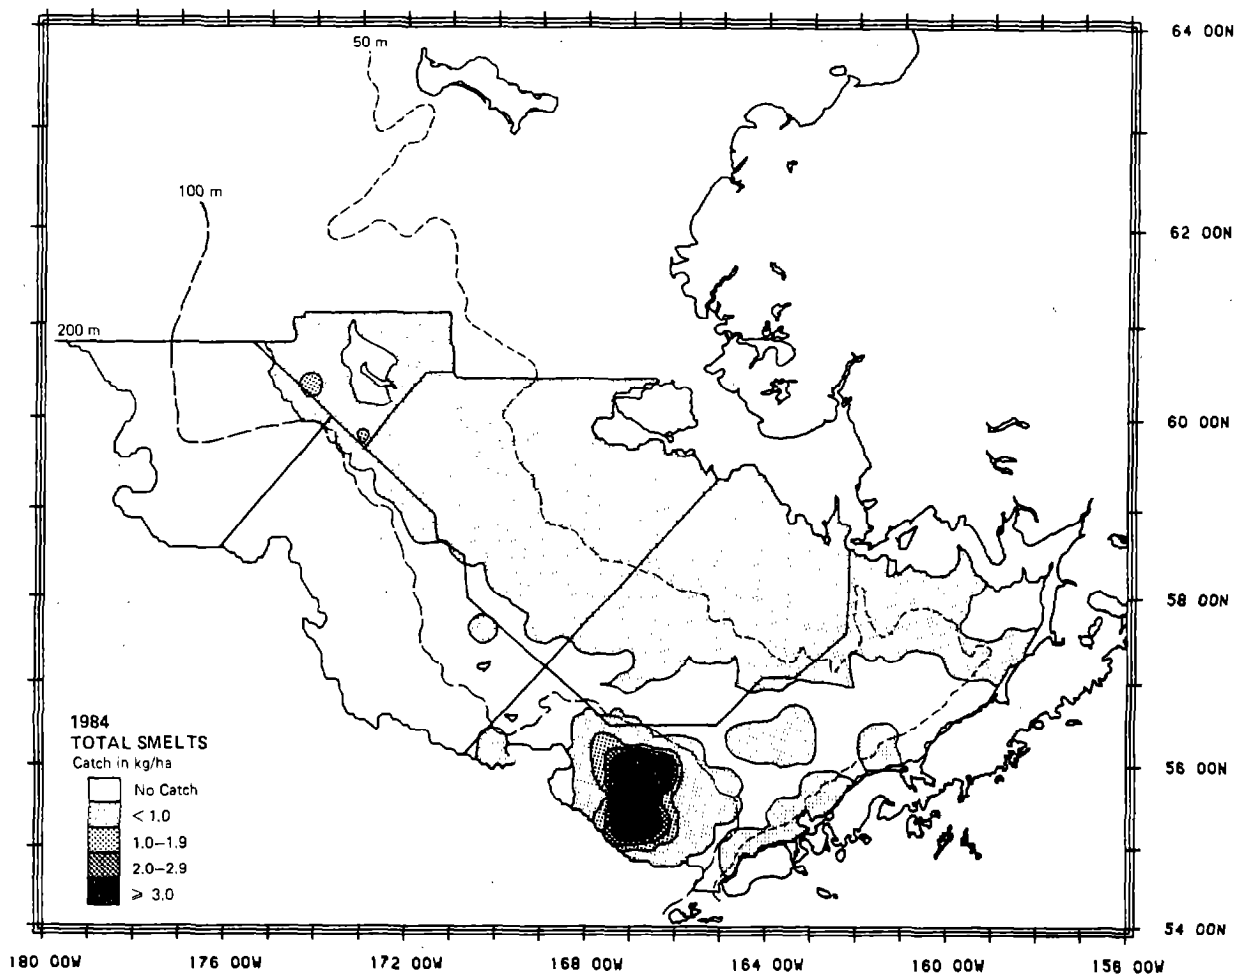 50 m
64 00N
100 m
62 00N
200 m
60 00N
58 00N
1984
TOTAL SMELTS
Catch in kg/ha
No Catch
< 1.0
1.0–1.9
2.0–2.9
≥ 3.0
56 00N
54 00N
180 00W 176 00W 172 00W 168 00W 164 00W 160 00W 156 00W